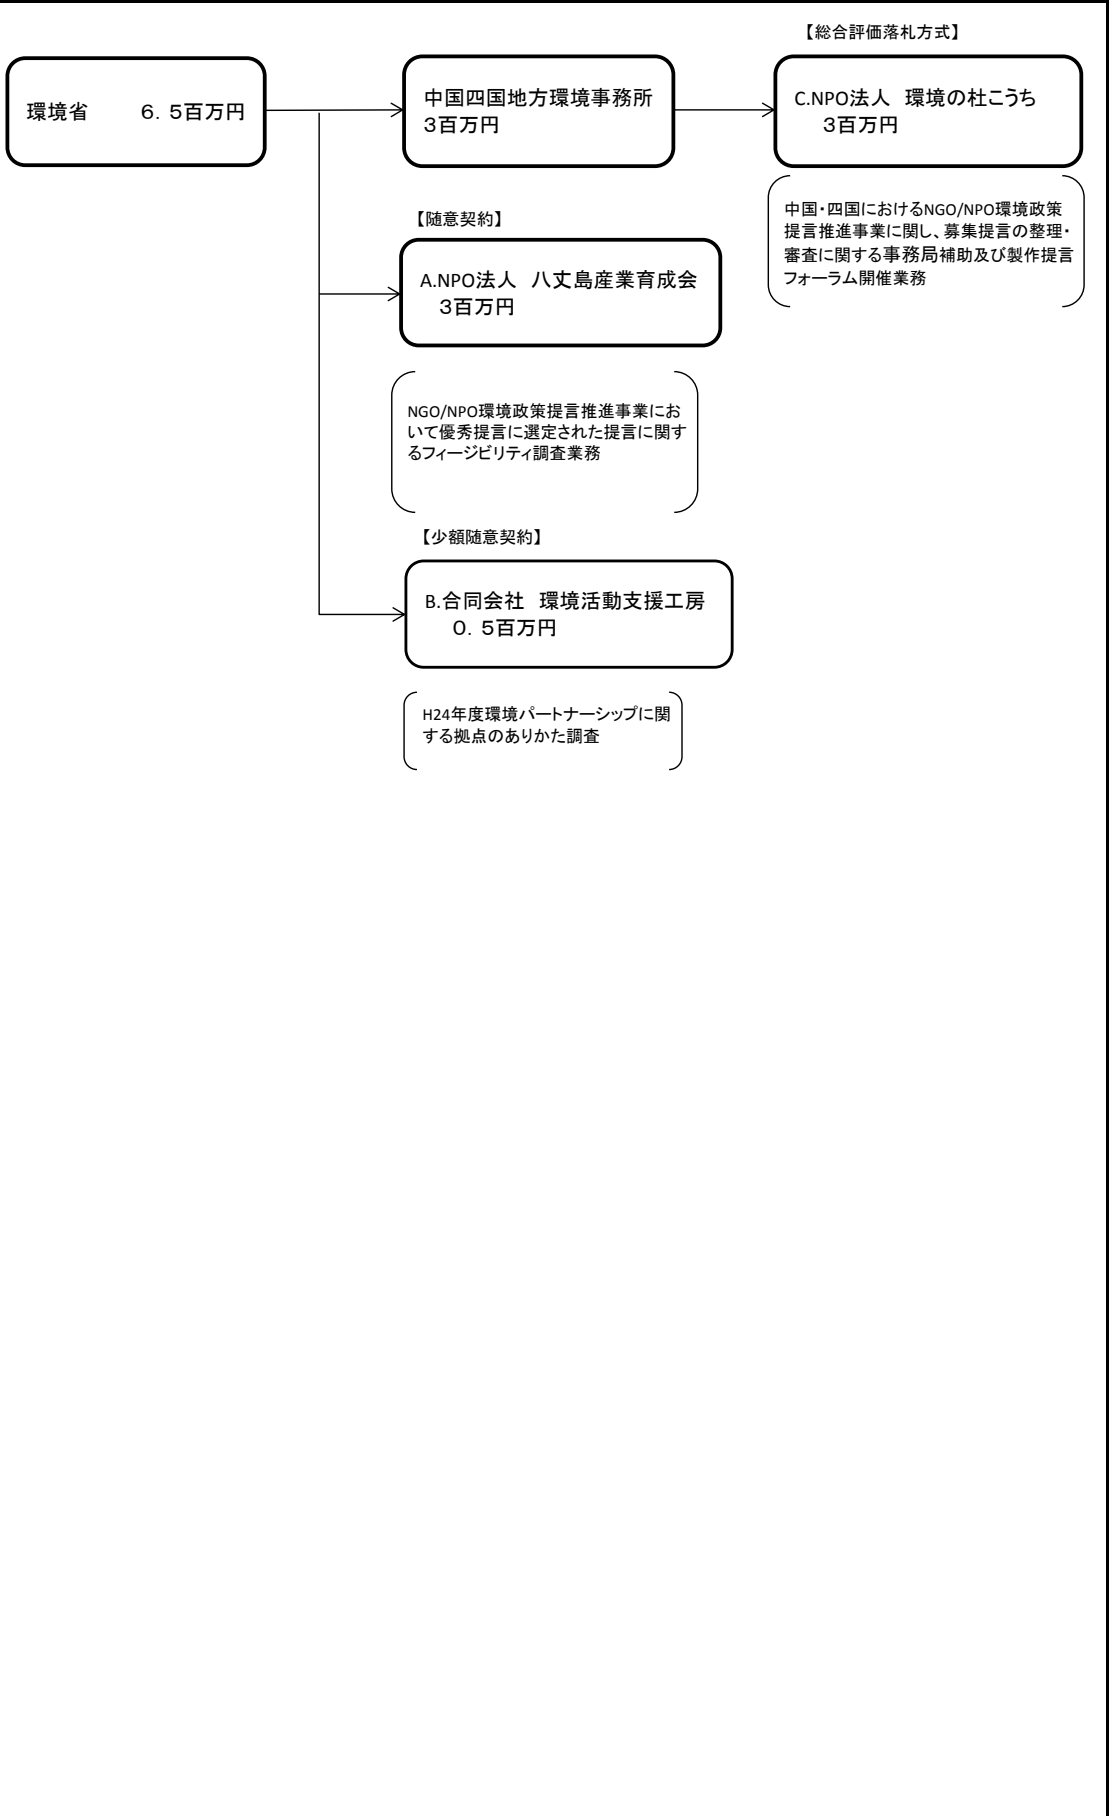 【総合評価落札方式】
環境省　　　６．５百万円
中国四国地方環境事務所
３百万円
C.NPO法人　環境の杜こうち
３百万円
中国・四国におけるNGO/NPO環境政策
提言推進事業に関し、募集提言の整理・
審査に関する事務局補助及び製作提言
フォーラム開催業務
【随意契約】
A.NPO法人　八丈島産業育成会
３百万円
NGO/NPO環境政策提言推進事業にお
いて優秀提言に選定された提言に関す
るフィージビリティ調査業務
【少額随意契約】
B.合同会社　環境活動支援工房
０．５百万円
H24年度環境パートナーシップに関
する拠点のありかた調査